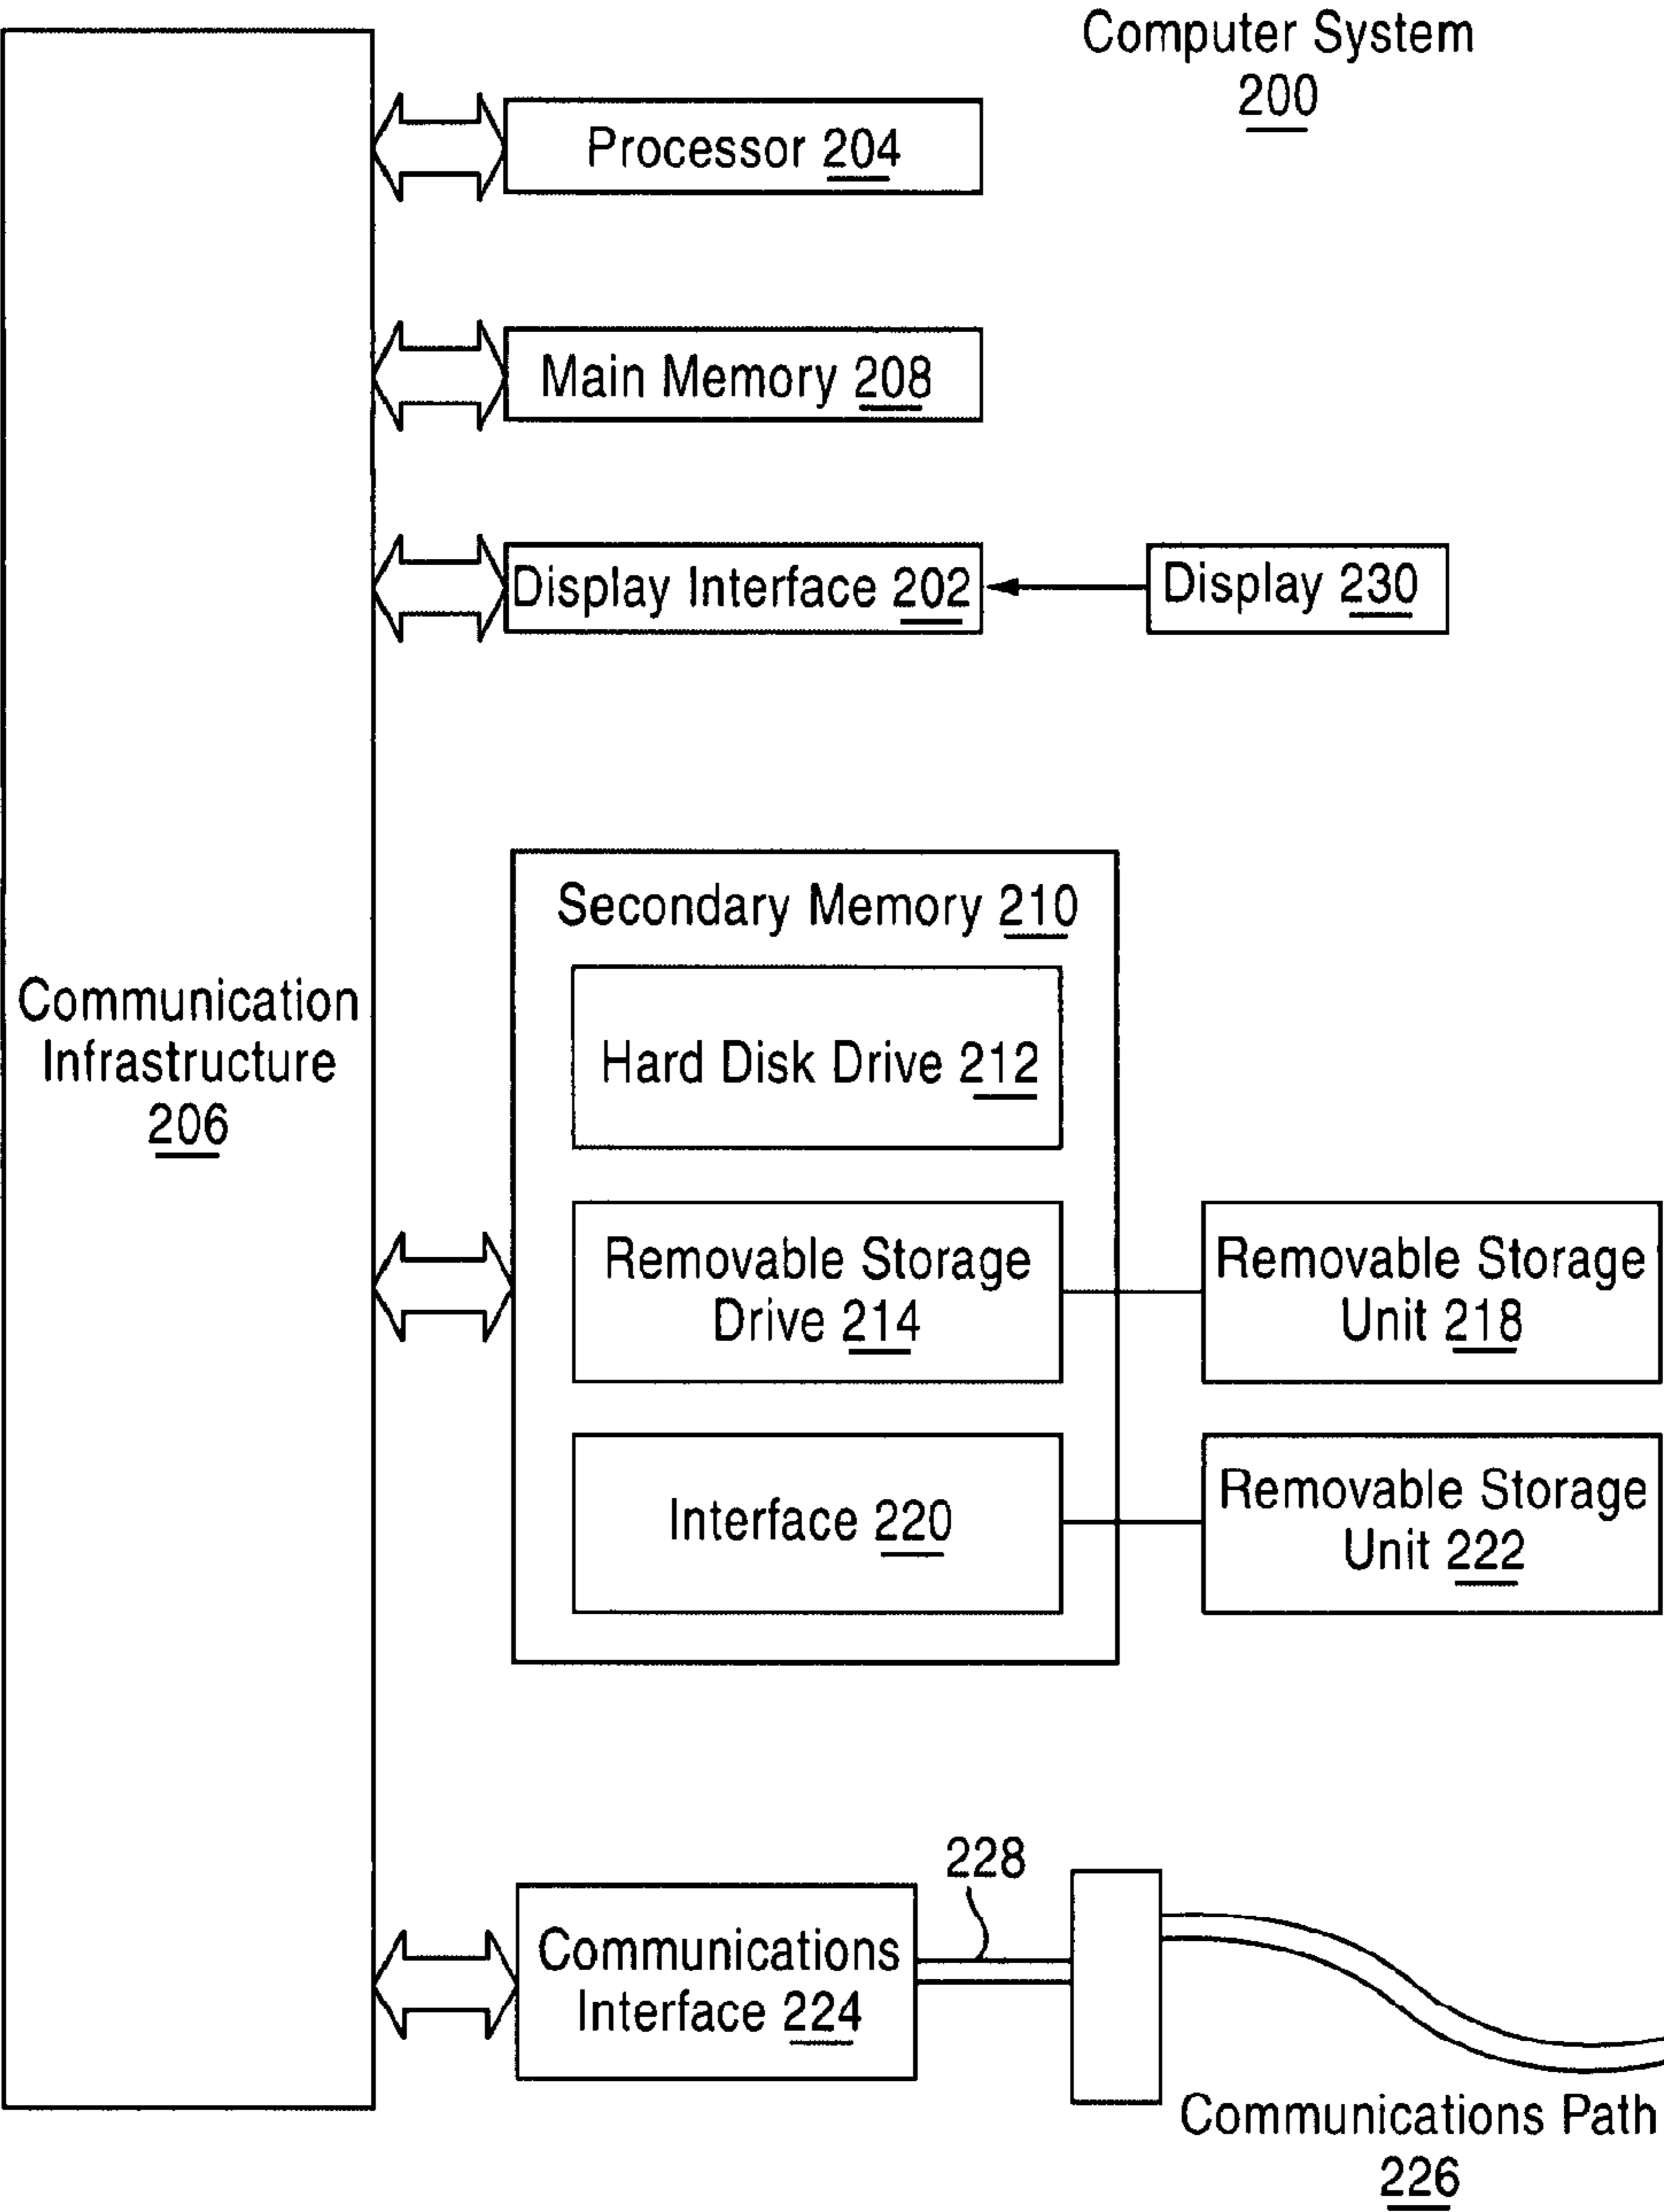 Computer System
200
Processor 204
Main Memory 208
Display Interface 202
Display 230
Secondary Memory 210
Hard Disk Drive 212
Communication
Infrastructure
206
Removable Storage
Drive 214
Removable Storage
Unit 218
Interface 220
Removable Storage
Unit 222
228
Communications
Interface 224
Communications Path
226